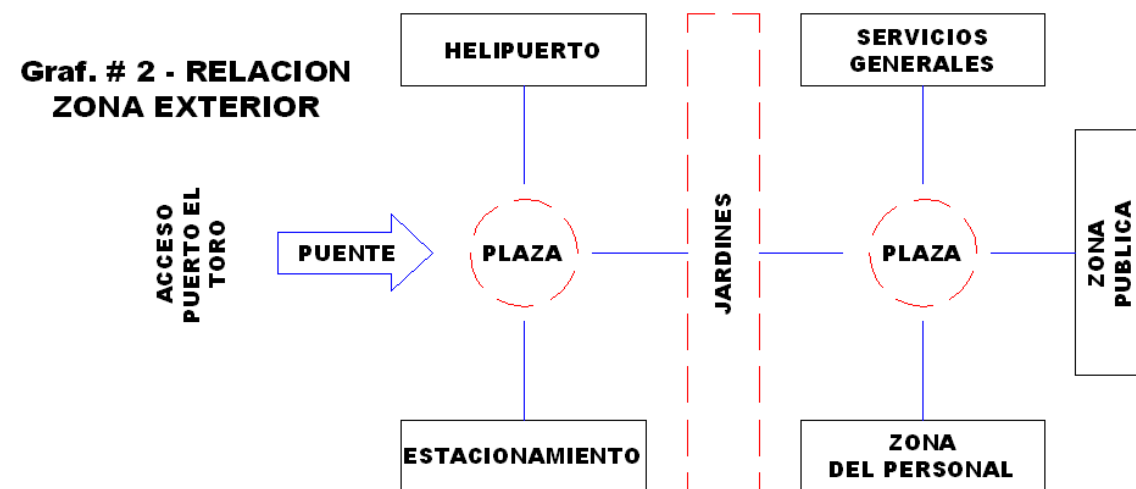 Graf. # 2 - RELACION
ZONA EXTERIOR
HELIPUERTO
SERVICIOS
GENERALES
ACCESO
PUERTO EL
TORO
PUENTE
PLAZA
JARDINES
PLAZA
ZONA
PUBLICA
ESTACIONAMIENTO
ZONA
DEL PERSONAL